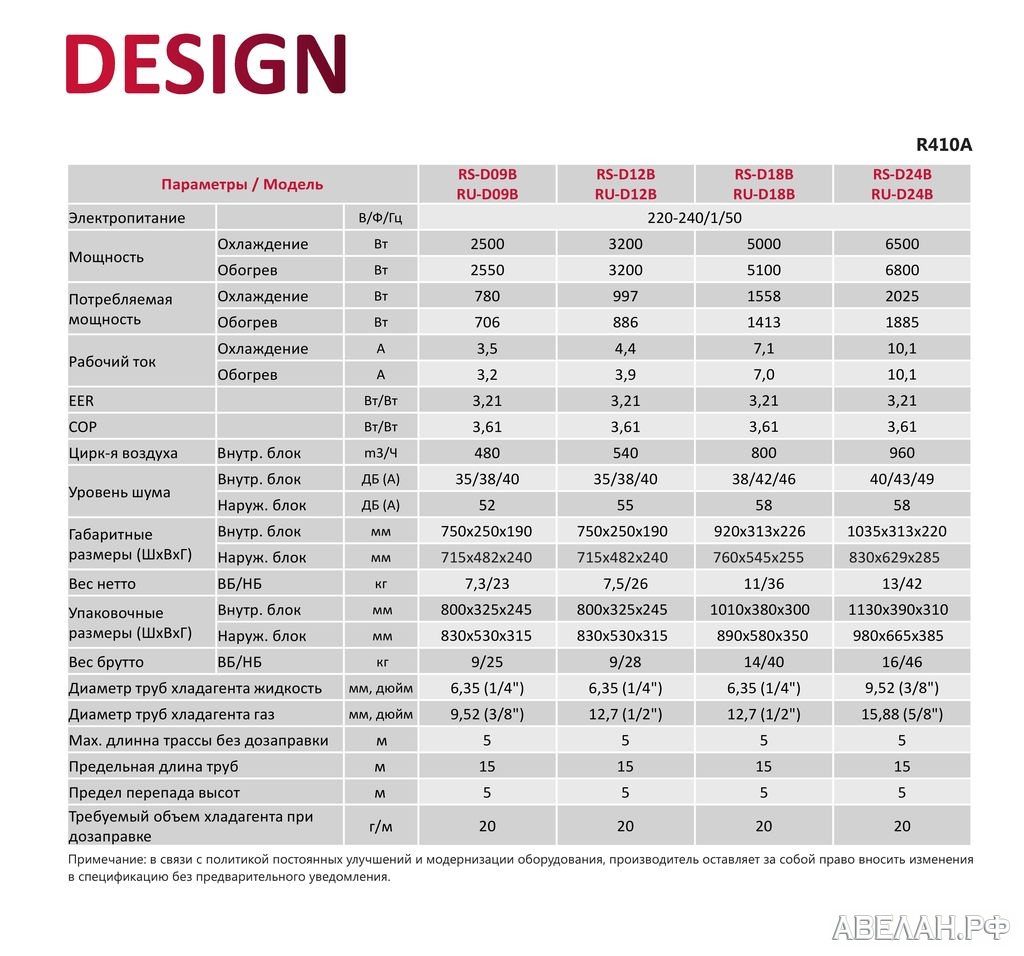 DESIGN
R410A
Параметры / Модель RS-D09B RS-D12B RS-D18B RS-D24B
RU-D09B RU-D12B RU-D18B RU-D24B
Электропитание В/Ф/Гц 220-240/1/50
Мощность Охлаждение Вт 2500 3200 5000 6500
Обогрев Вт 2550 3200 5100 6800
Потребляемая мощность Охлаждение Вт 780 997 1558 2025
Обогрев Вт 706 886 1413 1885
Рабочий ток Охлаждение А 3,5 4,4 7,1 10,1
Обогрев А 3,2 3,9 7,0 10,1
EER Вт/Вт 3,21 3,21 3,21 3,21
COP Вт/Вт 3,61 3,61 3,61 3,61
Цирк-я воздуха Внутр. блок m3/Ч 480 540 800 960
Уровень шума Внутр. блок ДБ (А) 35/38/40 35/38/40 38/42/46 40/43/49
Наруж. блок ДБ (А) 52 55 58 58
Габаритные размеры (ШхВхГ) Внутр. блок мм 750x250x190 750x250x190 920x313x226 1035x313x220
Наруж. блок мм 715x482x240 715x482x240 760x545x255 830x629x285
Вес нетто ВБ/НБ кг 7,3/23 7,5/26 11/36 13/42
Упаковочные размеры (ШхВхГ) Внутр. блок мм 800x325x245 800x325x245 1010x380x300 1130x390x310
Наруж. блок мм 830x530x315 830x530x315 890x580x350 980x665x385
Вес брутто ВБ/НБ кг 9/25 9/28 14/40 16/46
Диаметр труб хладагента жидкость мм, дюйм 6,35 (1/4") 6,35 (1/4") 6,35 (1/4") 9,52 (3/8")
Диаметр труб хладагента газ мм, дюйм 9,52 (3/8") 12,7 (1/2") 12,7 (1/2") 15,88 (5/8")
Мах. длинна трассы без дозаправки м 5 5 5 5
Предельная длина труб м 15 15 15 15
Предел перепада высот м 5 5 5 5
Требуемый объем хладагента при дозаправке г/м 20 20 20 20
Примечание: в связи с политикой постоянных улучшений и модернизации оборудования, производитель оставляет за собой право вносить изменения
в спецификацию без предварительного уведомления.
АВЕЛАН.РФ